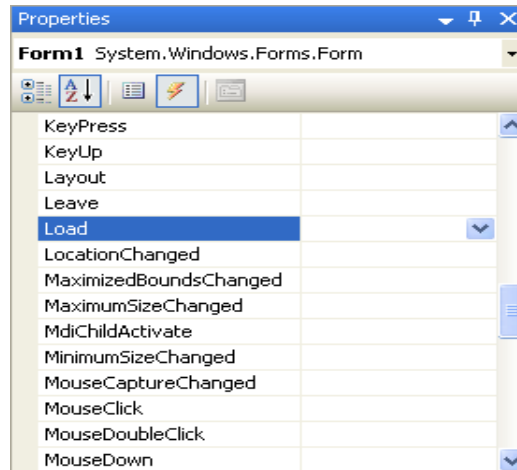 Properties
Form1 System.Windows.Forms.Form
KeyPress
KeyUp
Layout
Leave
Load
LocationChanged
MaximizedBoundsChanged
MaximumSizeChanged
MdiChildActivate
MinimumSizeChanged
MouseCaptureChanged
MouseClick
MouseDoubleClick
MouseDown